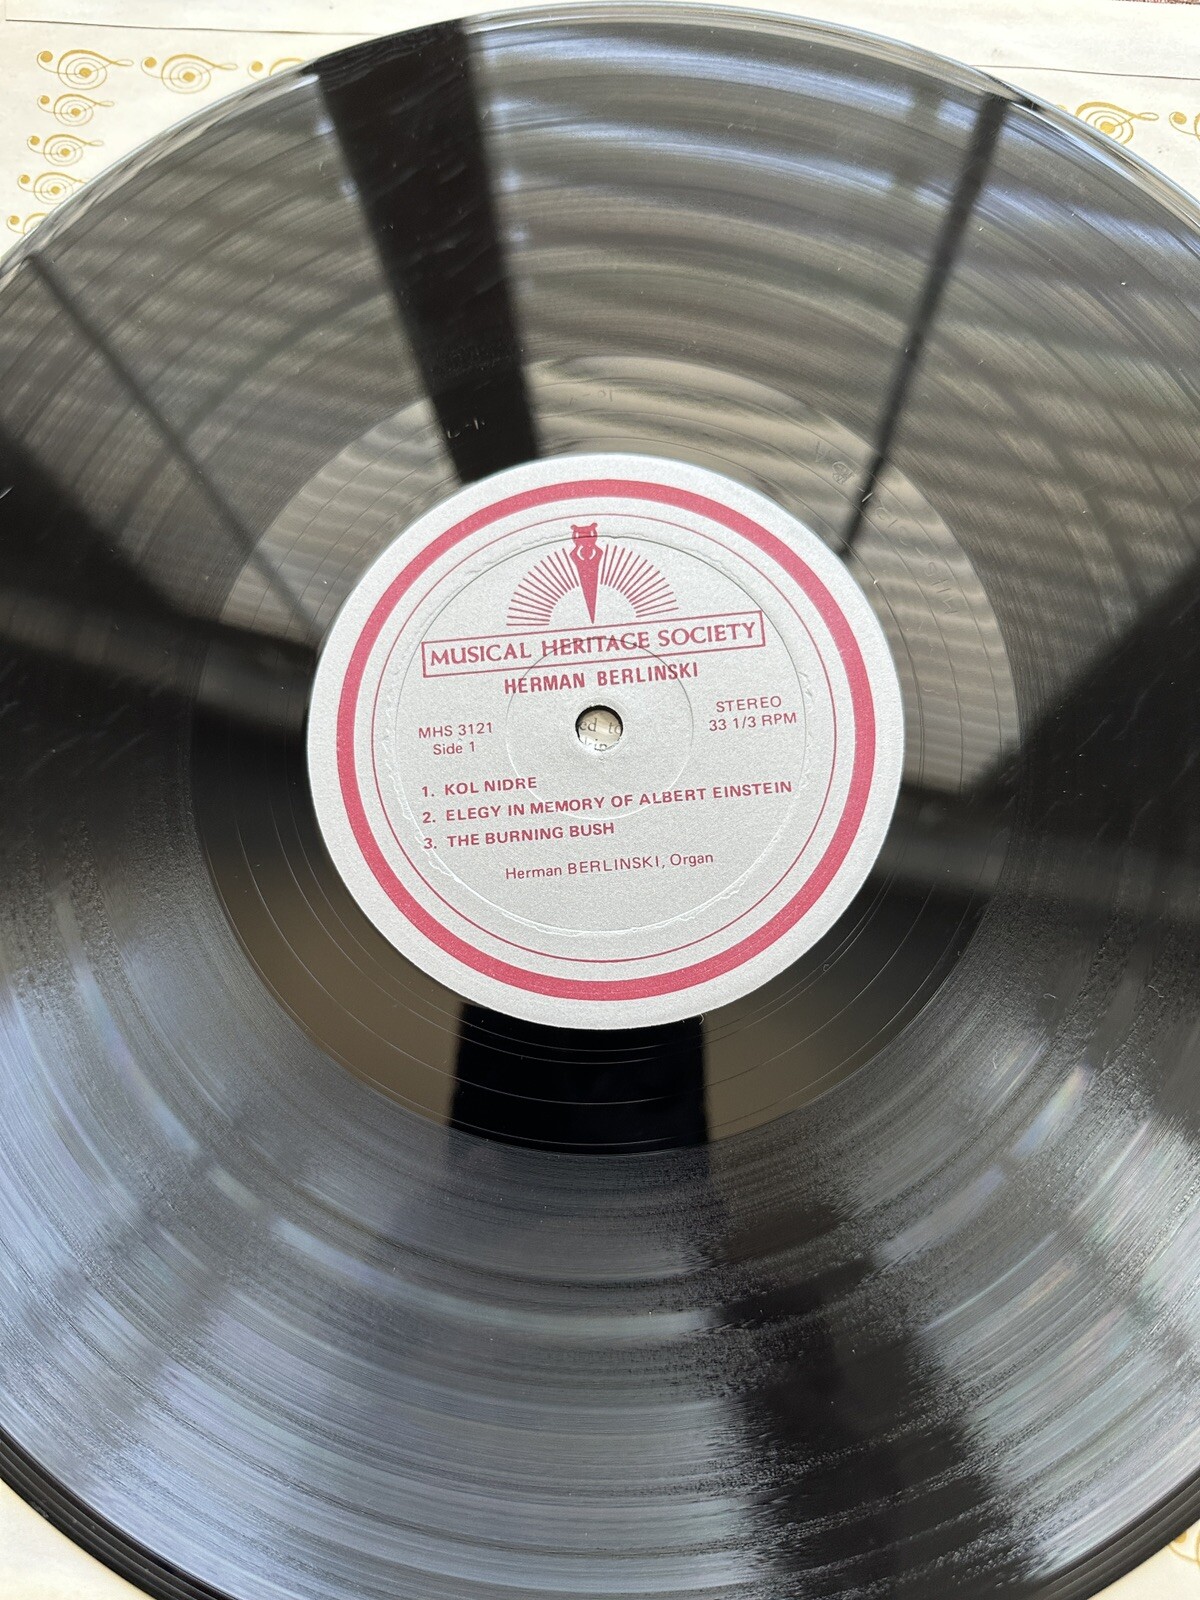 MUSICAL HERITAGE SOCIETY
HERMAN BERLINSKI
MHS 3121
Side 1
STEREO
33 1/3 RPM
1. KOL NIDRE
2. ELEGY IN MEMORY OF ALBERT EINSTEIN
3. THE BURNING BUSH
Herman BERLINSKI, Organ